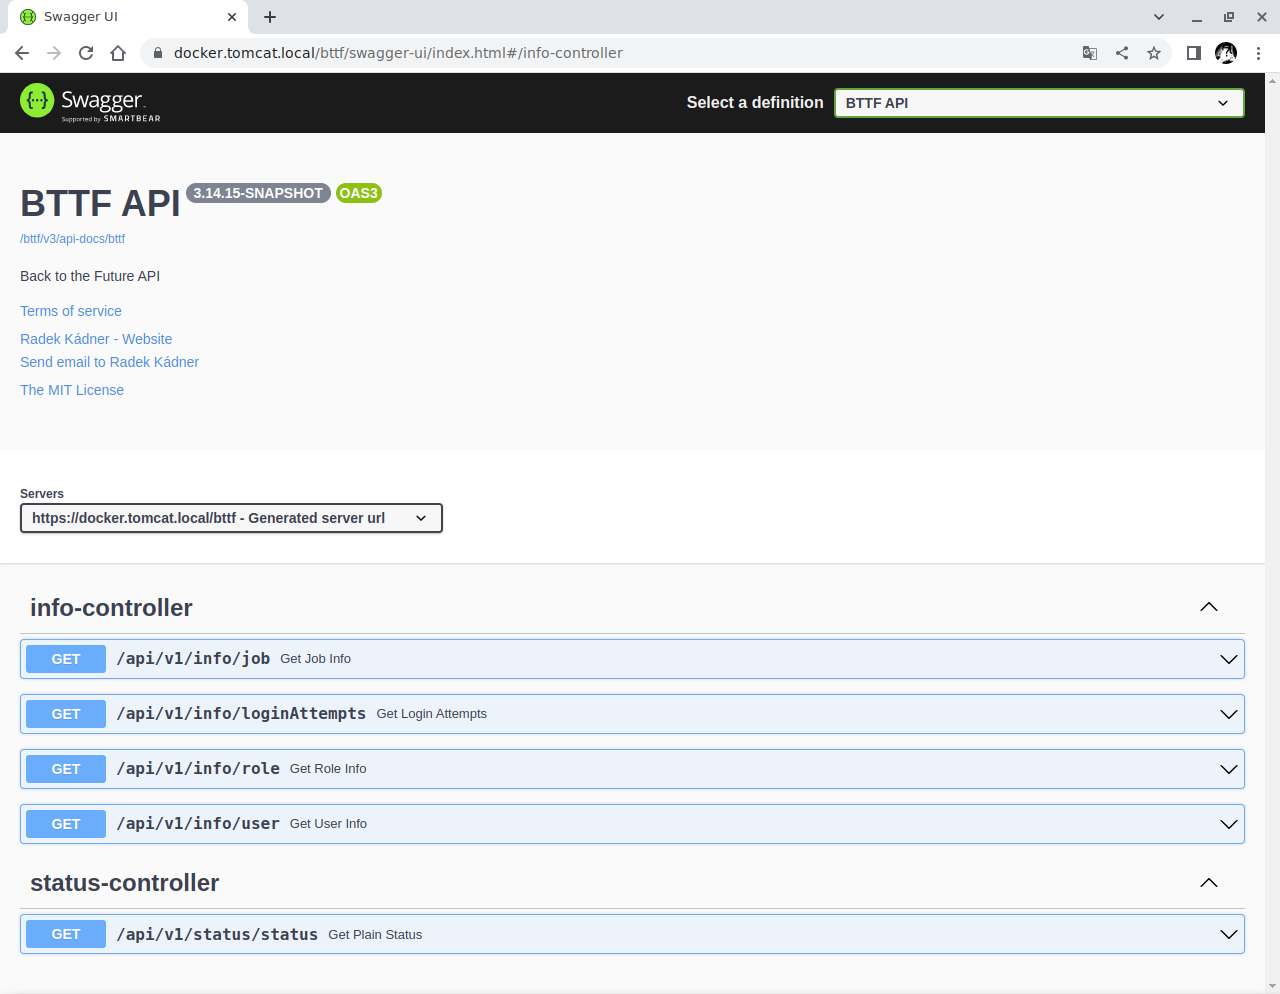 Swagger UI
docker.tomcat.local/bttf/swagger-ui/index.html#/info-controller
Swagger
Supported by SMARTBEAR
Select a definition
BTTF API
BTTF API 3.14.15-SNAPSHOT OAS3
/bttf/v3/api-docs/bttf
Back to the Future API
Terms of service
Radek Kádner - Website
Send email to Radek Kádner
The MIT License
Servers
https://docker.tomcat.local/bttf - Generated server url
info-controller
GET /api/v1/info/job Get Job Info
GET /api/v1/info/loginAttempts Get Login Attempts
GET /api/v1/info/role Get Role Info
GET /api/v1/info/user Get User Info
status-controller
GET /api/v1/status/status Get Plain Status